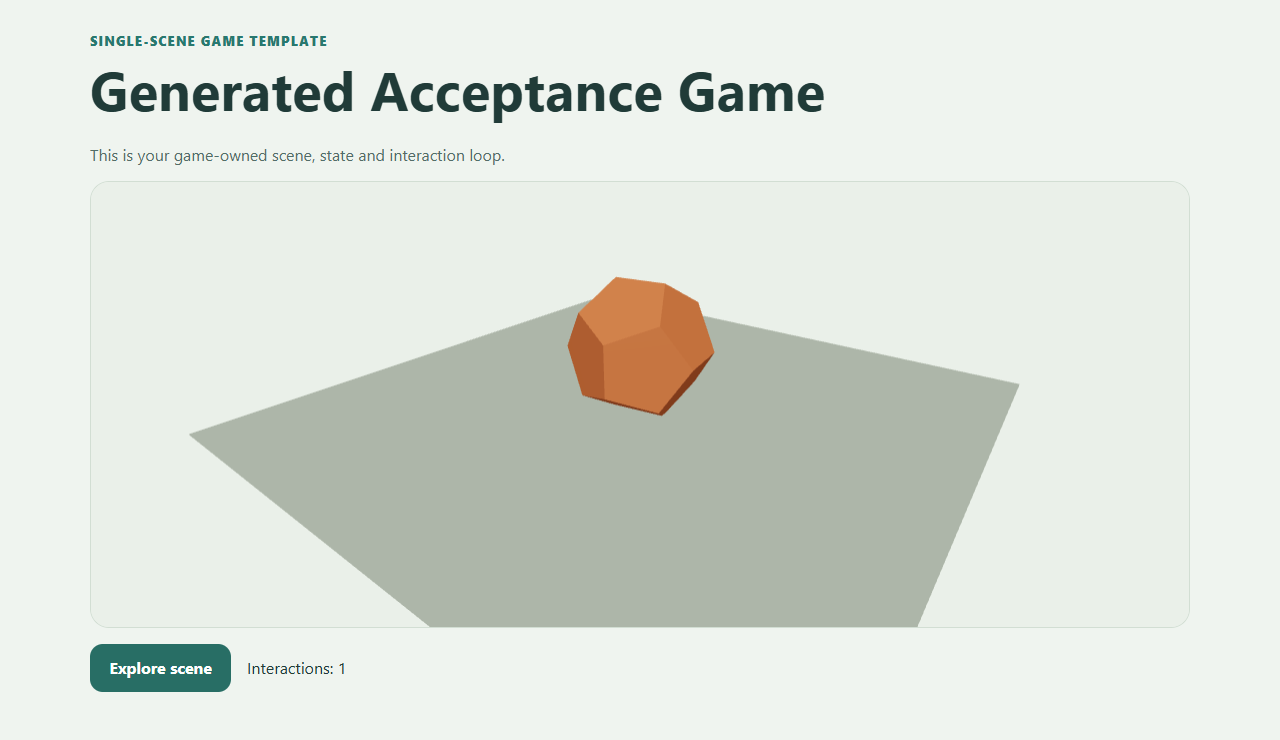 SINGLE-SCENE GAME TEMPLATE
Generated Acceptance Game
This is your game-owned scene, state and interaction loop.
Explore scene
Interactions: 1